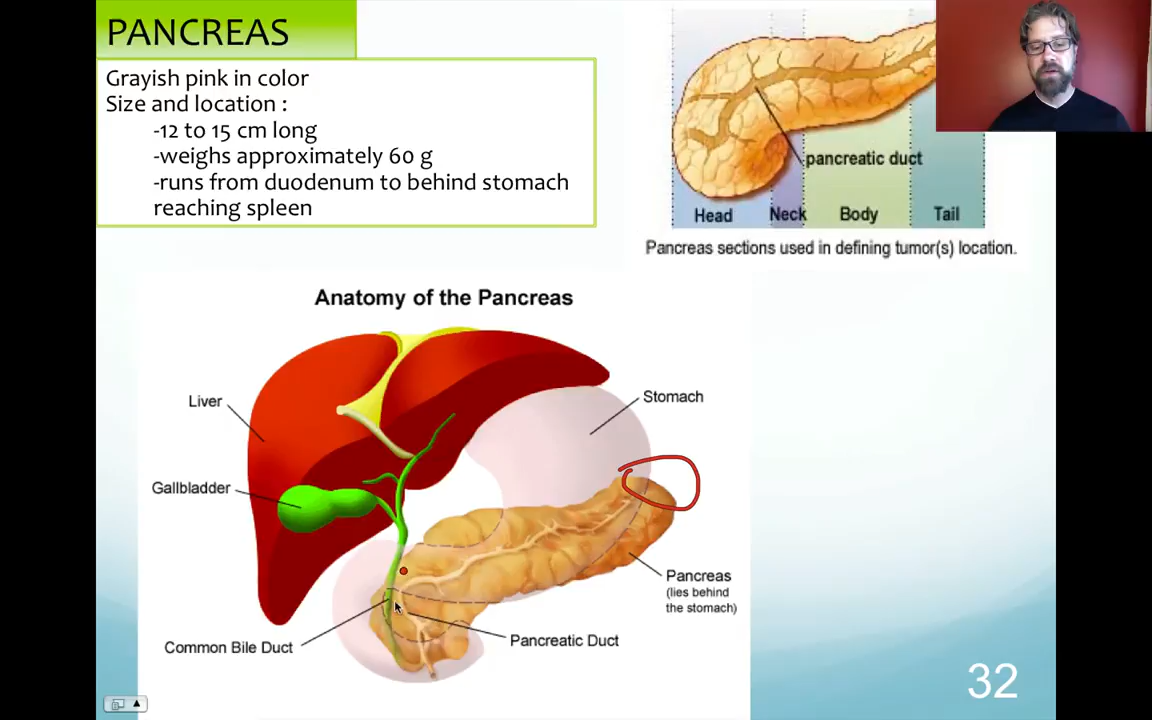 PANCREAS
Grayish pink in color
Size and location :
-12 to 15 cm long
-weighs approximately 60 g
-runs from duodenum to behind stomach
reaching spleen
pancreatic duct
Head Neck Body Tail
Pancreas sections used in defining tumor(s) location.
Anatomy of the Pancreas
Liver
Stomach
Gallbladder
Pancreas
(lies behind
the stomach)
Common Bile Duct
Pancreatic Duct
32